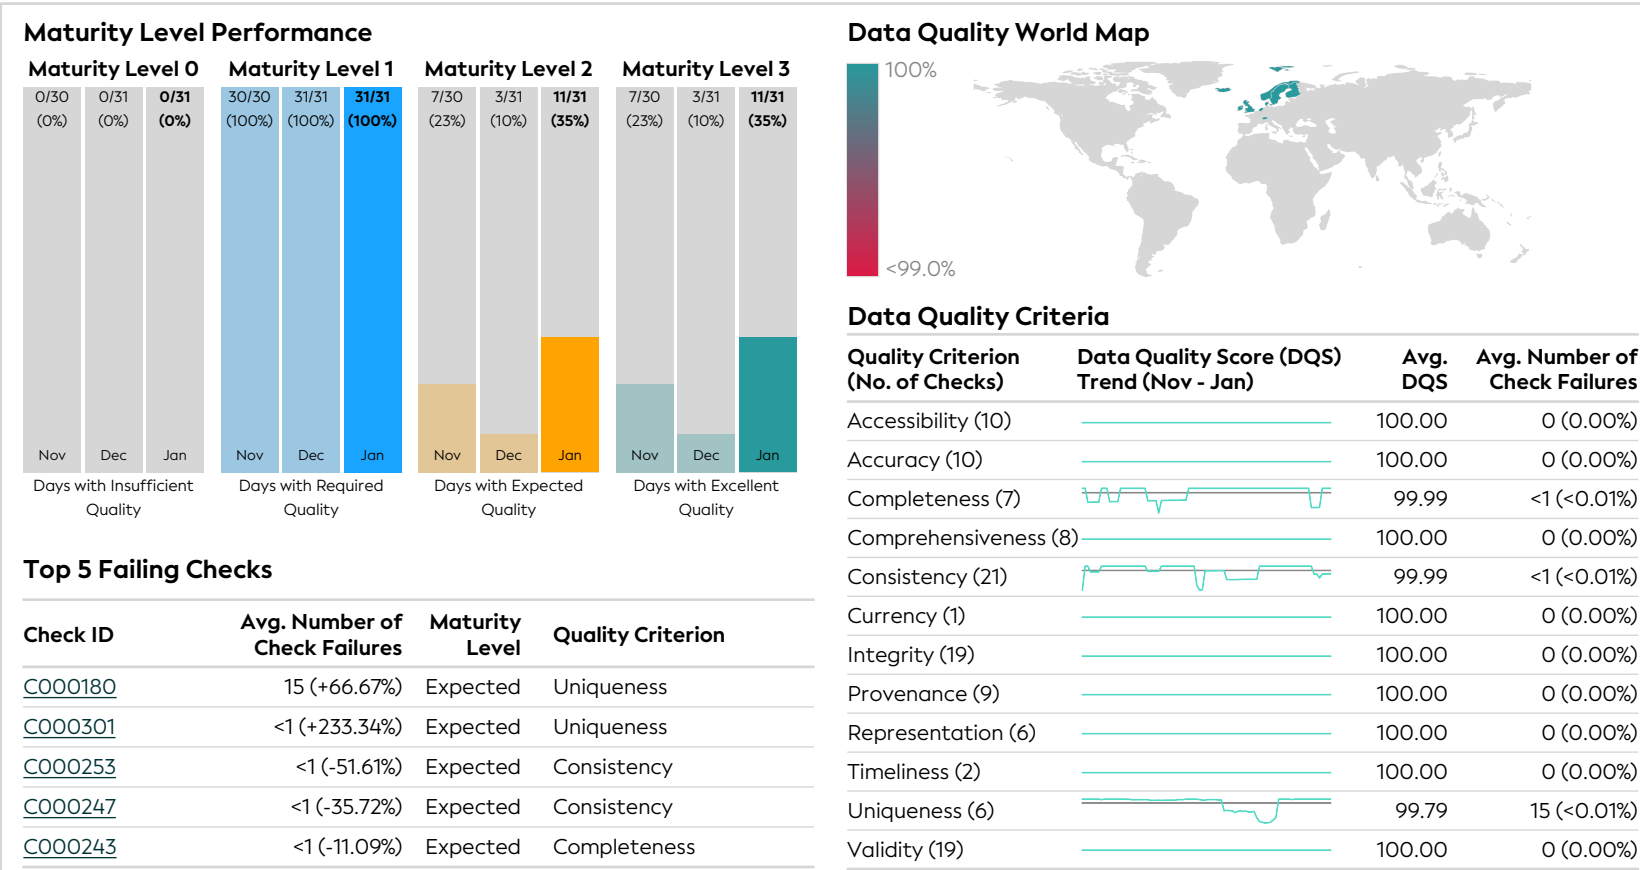 Maturity Level Performance
Maturity Level 0
Maturity Level 1
Maturity Level 2
Maturity Level 3
0/30 0/31 0/31
(0%) (0%) (0%)
30/30 31/31 31/31
(100%) (100%) (100%)
7/30 3/31 11/31
(23%) (10%) (35%)
7/30 3/31 11/31
(23%) (10%) (35%)
Nov Dec Jan
Nov Dec Jan
Nov Dec Jan
Nov Dec Jan
Days with Insufficient
Quality
Days with Required
Quality
Days with Expected
Quality
Days with Excellent
Quality
Top 5 Failing Checks
Check ID Avg. Number of Check Failures Maturity Level Quality Criterion
C000180 15 (+66.67%) Expected Uniqueness
C000301 <1 (+233.34%) Expected Uniqueness
C000253 <1 (-51.61%) Expected Consistency
C000247 <1 (-35.72%) Expected Consistency
C000243 <1 (-11.09%) Expected Completeness
Data Quality World Map
100%
<99.0%
Data Quality Criteria
Quality Criterion Data Quality Score (DQS) Avg. Avg. Number of
(No. of Checks) Trend (Nov - Jan) DQS Check Failures
Accessibility (10) 100.00 0 (0.00%)
Accuracy (10) 100.00 0 (0.00%)
Completeness (7) 99.99 <1 (<0.01%)
Comprehensiveness (8) 100.00 0 (0.00%)
Consistency (21) 99.99 <1 (<0.01%)
Currency (1) 100.00 0 (0.00%)
Integrity (19) 100.00 0 (0.00%)
Provenance (9) 100.00 0 (0.00%)
Representation (6) 100.00 0 (0.00%)
Timeliness (2) 100.00 0 (0.00%)
Uniqueness (6) 99.79 15 (<0.01%)
Validity (19) 100.00 0 (0.00%)